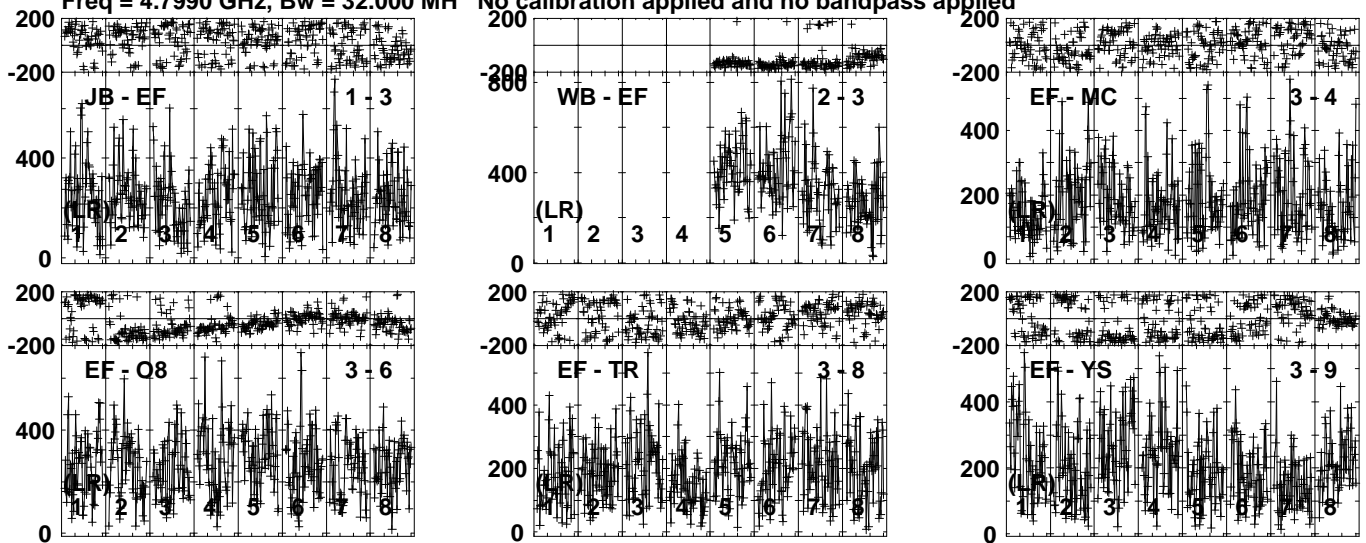 Freq = 4.7990 GHz, Bw = 32.000 MH   No calibration applied and no bandpass applied
200
-200
JB - EF 1 - 3
400
(LR)
1 2 3 4 5 6 7 8
0
200
-200
800
WB - EF 2 - 3
400
(LR)
1 2 3 4 5 6 7 8
0
200
-200
EF - MC 3 - 4
400
200
(LR)
1 2 3 4 5 6 7 8
0
200
-200
EF - O8 3 - 6
400
(LR)
1 2 3 4 5 6 7 8
0
200
-200
EF - TR 3 - 8
400
200
(LR)
1 2 3 4 5 6 7 8
0
200
-200
EF - YS 3 - 9
400
200
(LR)
1 2 3 4 5 6 7 8
0